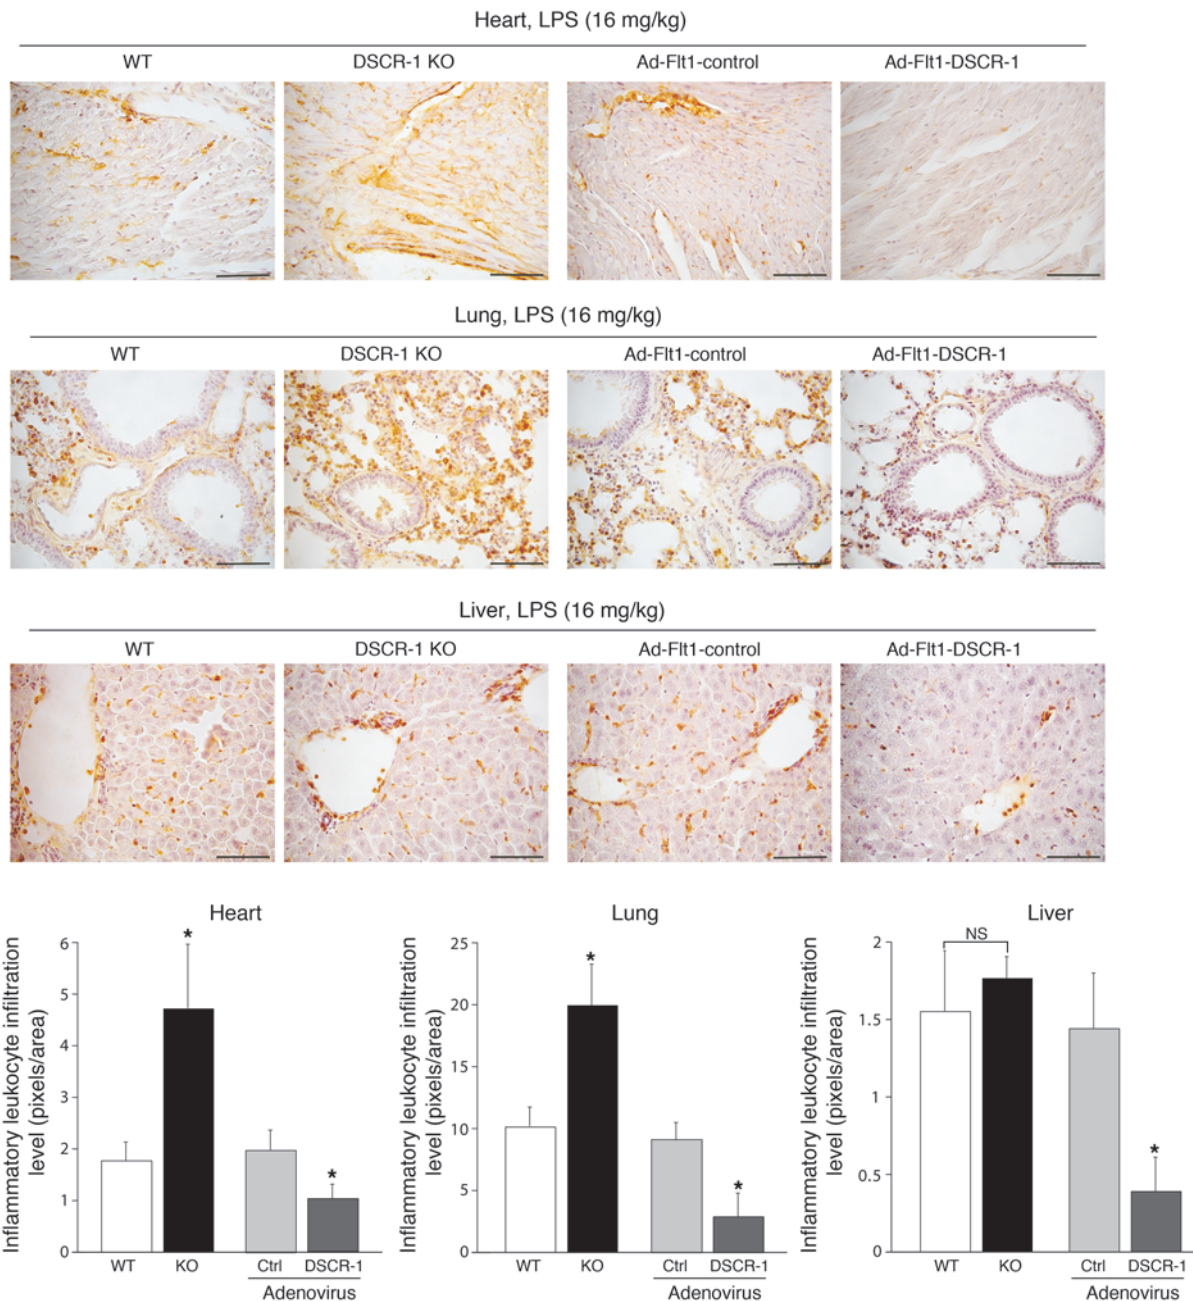 Heart, LPS (16 mg/kg)
WT DSCR-1 KO Ad-Flt1-control Ad-Flt1-DSCR-1
Lung, LPS (16 mg/kg)
WT DSCR-1 KO Ad-Flt1-control Ad-Flt1-DSCR-1
Liver, LPS (16 mg/kg)
WT DSCR-1 KO Ad-Flt1-control Ad-Flt1-DSCR-1
Heart
Inflammatory leukocyte infiltration
level (pixels/area)
6
5
4
3
2
1
0
*
*
WT KO Ctrl DSCR-1
Adenovirus
Lung
Inflammatory leukocyte infiltration
level (pixels/area)
25
20
15
10
5
0
*
*
WT KO Ctrl DSCR-1
Adenovirus
Liver
Inflammatory leukocyte infiltration
level (pixels/area)
2
1.5
1
0.5
0
NS
*
WT KO Ctrl DSCR-1
Adenovirus